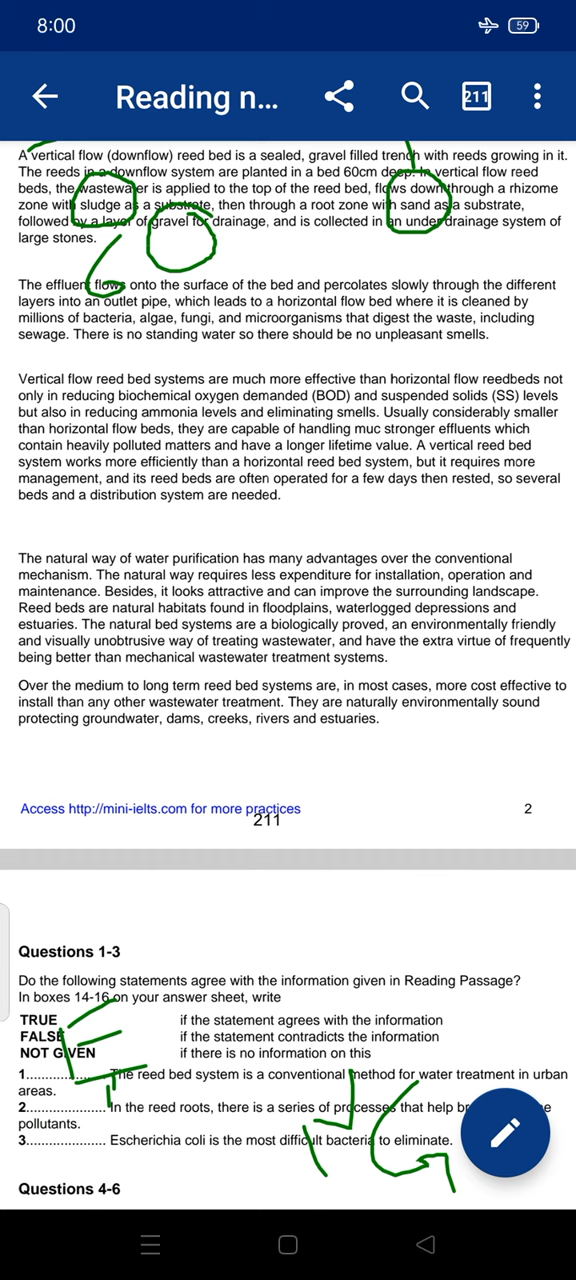 8:00
59
Reading n...
211
A vertical flow (downflow) reed bed is a sealed, gravel filled trench with reeds growing in it.
The reeds in a downflow system are planted in a bed 60cm deep. In vertical flow reed
beds, the wastewater is applied to the top of the reed bed, flows down through a rhizome
zone with sludge as a substrate, then through a root zone with sand as a substrate,
followed by a layer of gravel for drainage, and is collected in an under drainage system of
large stones.
The effluent flows onto the surface of the bed and percolates slowly through the different
layers into an outlet pipe, which leads to a horizontal flow bed where it is cleaned by
millions of bacteria, algae, fungi, and microorganisms that digest the waste, including
sewage. There is no standing water so there should be no unpleasant smells.
Vertical flow reed bed systems are much more effective than horizontal flow reedbeds not
only in reducing biochemical oxygen demanded (BOD) and suspended solids (SS) levels
but also in reducing ammonia levels and eliminating smells. Usually considerably smaller
than horizontal flow beds, they are capable of handling muc stronger effluents which
contain heavily polluted matters and have a longer lifetime value. A vertical reed bed
system works more efficiently than a horizontal reed bed system, but it requires more
management, and its reed beds are often operated for a few days then rested, so several
beds and a distribution system are needed.
The natural way of water purification has many advantages over the conventional
mechanism. The natural way requires less expenditure for installation, operation and
maintenance. Besides, it looks attractive and can improve the surrounding landscape.
Reed beds are natural habitats found in floodplains, waterlogged depressions and
estuaries. The natural bed systems are a biologically proved, an environmentally friendly
and visually unobtrusive way of treating wastewater, and have the extra virtue of frequently
being better than mechanical wastewater treatment systems.
Over the medium to long term reed bed systems are, in most cases, more cost effective to
install than any other wastewater treatment. They are naturally environmentally sound
protecting groundwater, dams, creeks, rivers and estuaries.
Access http://mini-ielts.com for more practices 2
211
Questions 1-3
Do the following statements agree with the information given in Reading Passage?
In boxes 14-16 on your answer sheet, write
TRUE if the statement agrees with the information
FALSE if the statement contradicts the information
NOT GIVEN if there is no information on this
1.................... The reed bed system is a conventional method for water treatment in urban
areas.
2.................... In the reed roots, there is a series of processes that help
pollutants.
3.................... Escherichia coli is the most difficult bacteria to eliminate.
F
T
NG
Questions 4-6